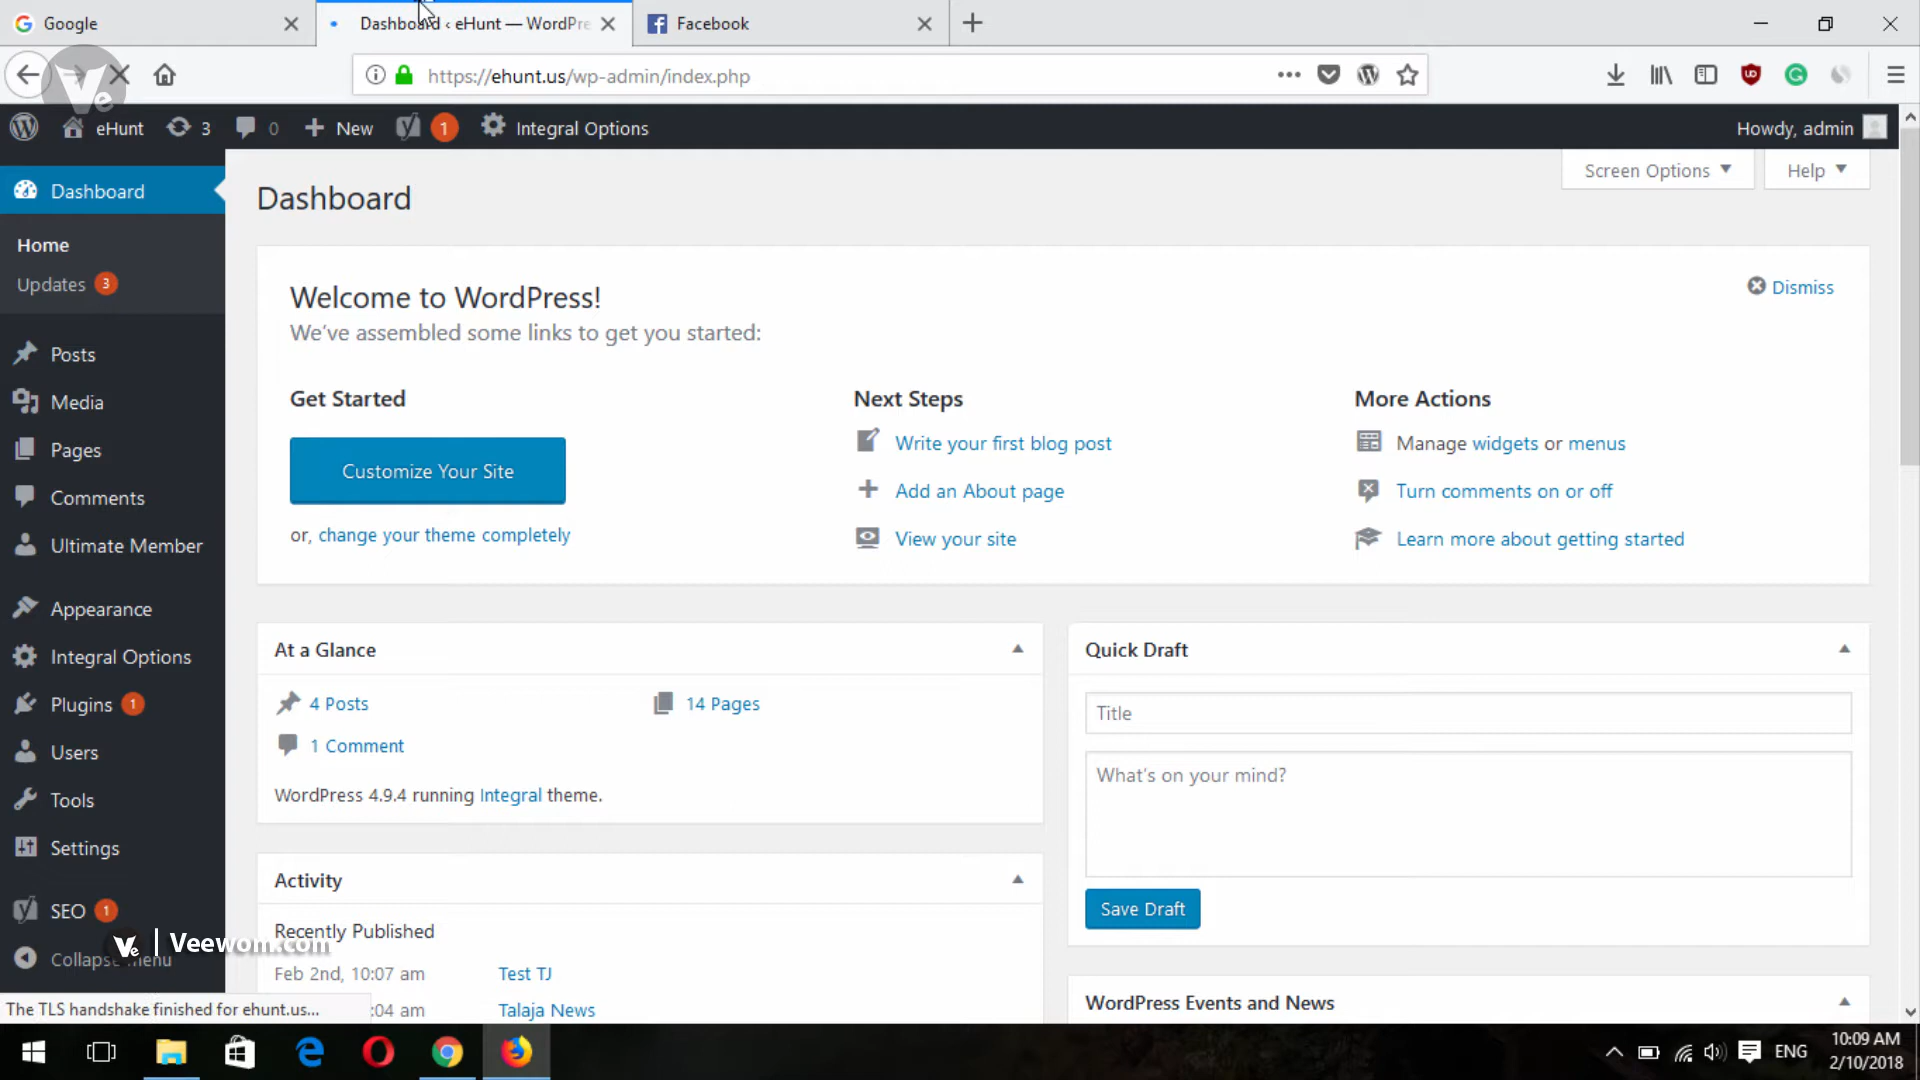 Google
Dashboard ‹ eHunt — WordPre
Facebook
https://ehunt.us/wp-admin/index.php
eHunt
3
0
New
1
Integral Options
Howdy, admin
Screen Options
Help
Dashboard
Home
Updates 3
Posts
Media
Pages
Comments
Ultimate Member
Appearance
Integral Options
Plugins 1
Users
Tools
Settings
SEO 1
Collapse menu
Dashboard
Welcome to WordPress!
Dismiss
We've assembled some links to get you started:
Get Started
Customize Your Site
or, change your theme completely
Next Steps
Write your first blog post
Add an About page
View your site
More Actions
Manage widgets or menus
Turn comments on or off
Learn more about getting started
At a Glance
4 Posts
14 Pages
1 Comment
WordPress 4.9.4 running Integral theme.
Activity
Recently Published
Feb 2nd, 10:07 am
Test TJ
:04 am
Talaja News
Quick Draft
Title
What's on your mind?
Save Draft
WordPress Events and News
Ve
Ve | Veewom.com
The TLS handshake finished for ehunt.us...
ENG
10:09 AM
2/10/2018